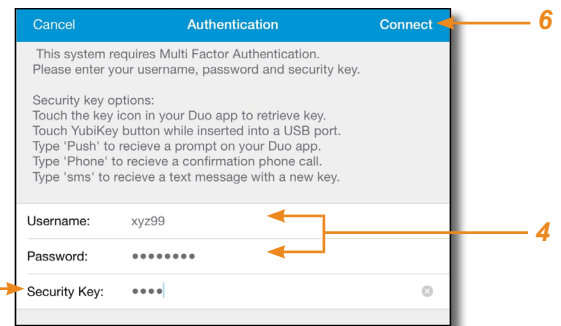 Cancel Authentication Connect 6
This system requires Multi Factor Authentication.
Please enter your username, password and security key.
Security key options:
Touch the key icon in your Duo app to retrieve key.
Touch YubiKey button while inserted into a USB port.
Type 'Push' to recieve a prompt on your Duo app.
Type 'Phone' to recieve a confirmation phone call.
Type 'sms' to recieve a text message with a new key.
Username: xyz99
4
Password: ••••••••
Security Key: ••••